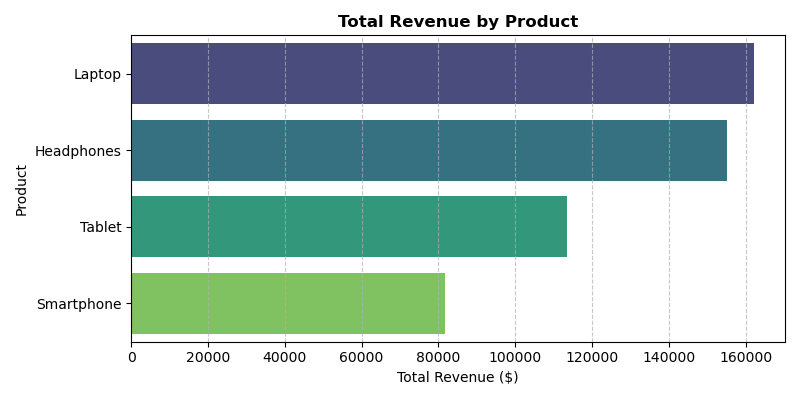 Total Revenue by Product
Product
Laptop
Headphones
Tablet
Smartphone
0 20000 40000 60000 80000 100000 120000 140000 160000
Total Revenue ($)